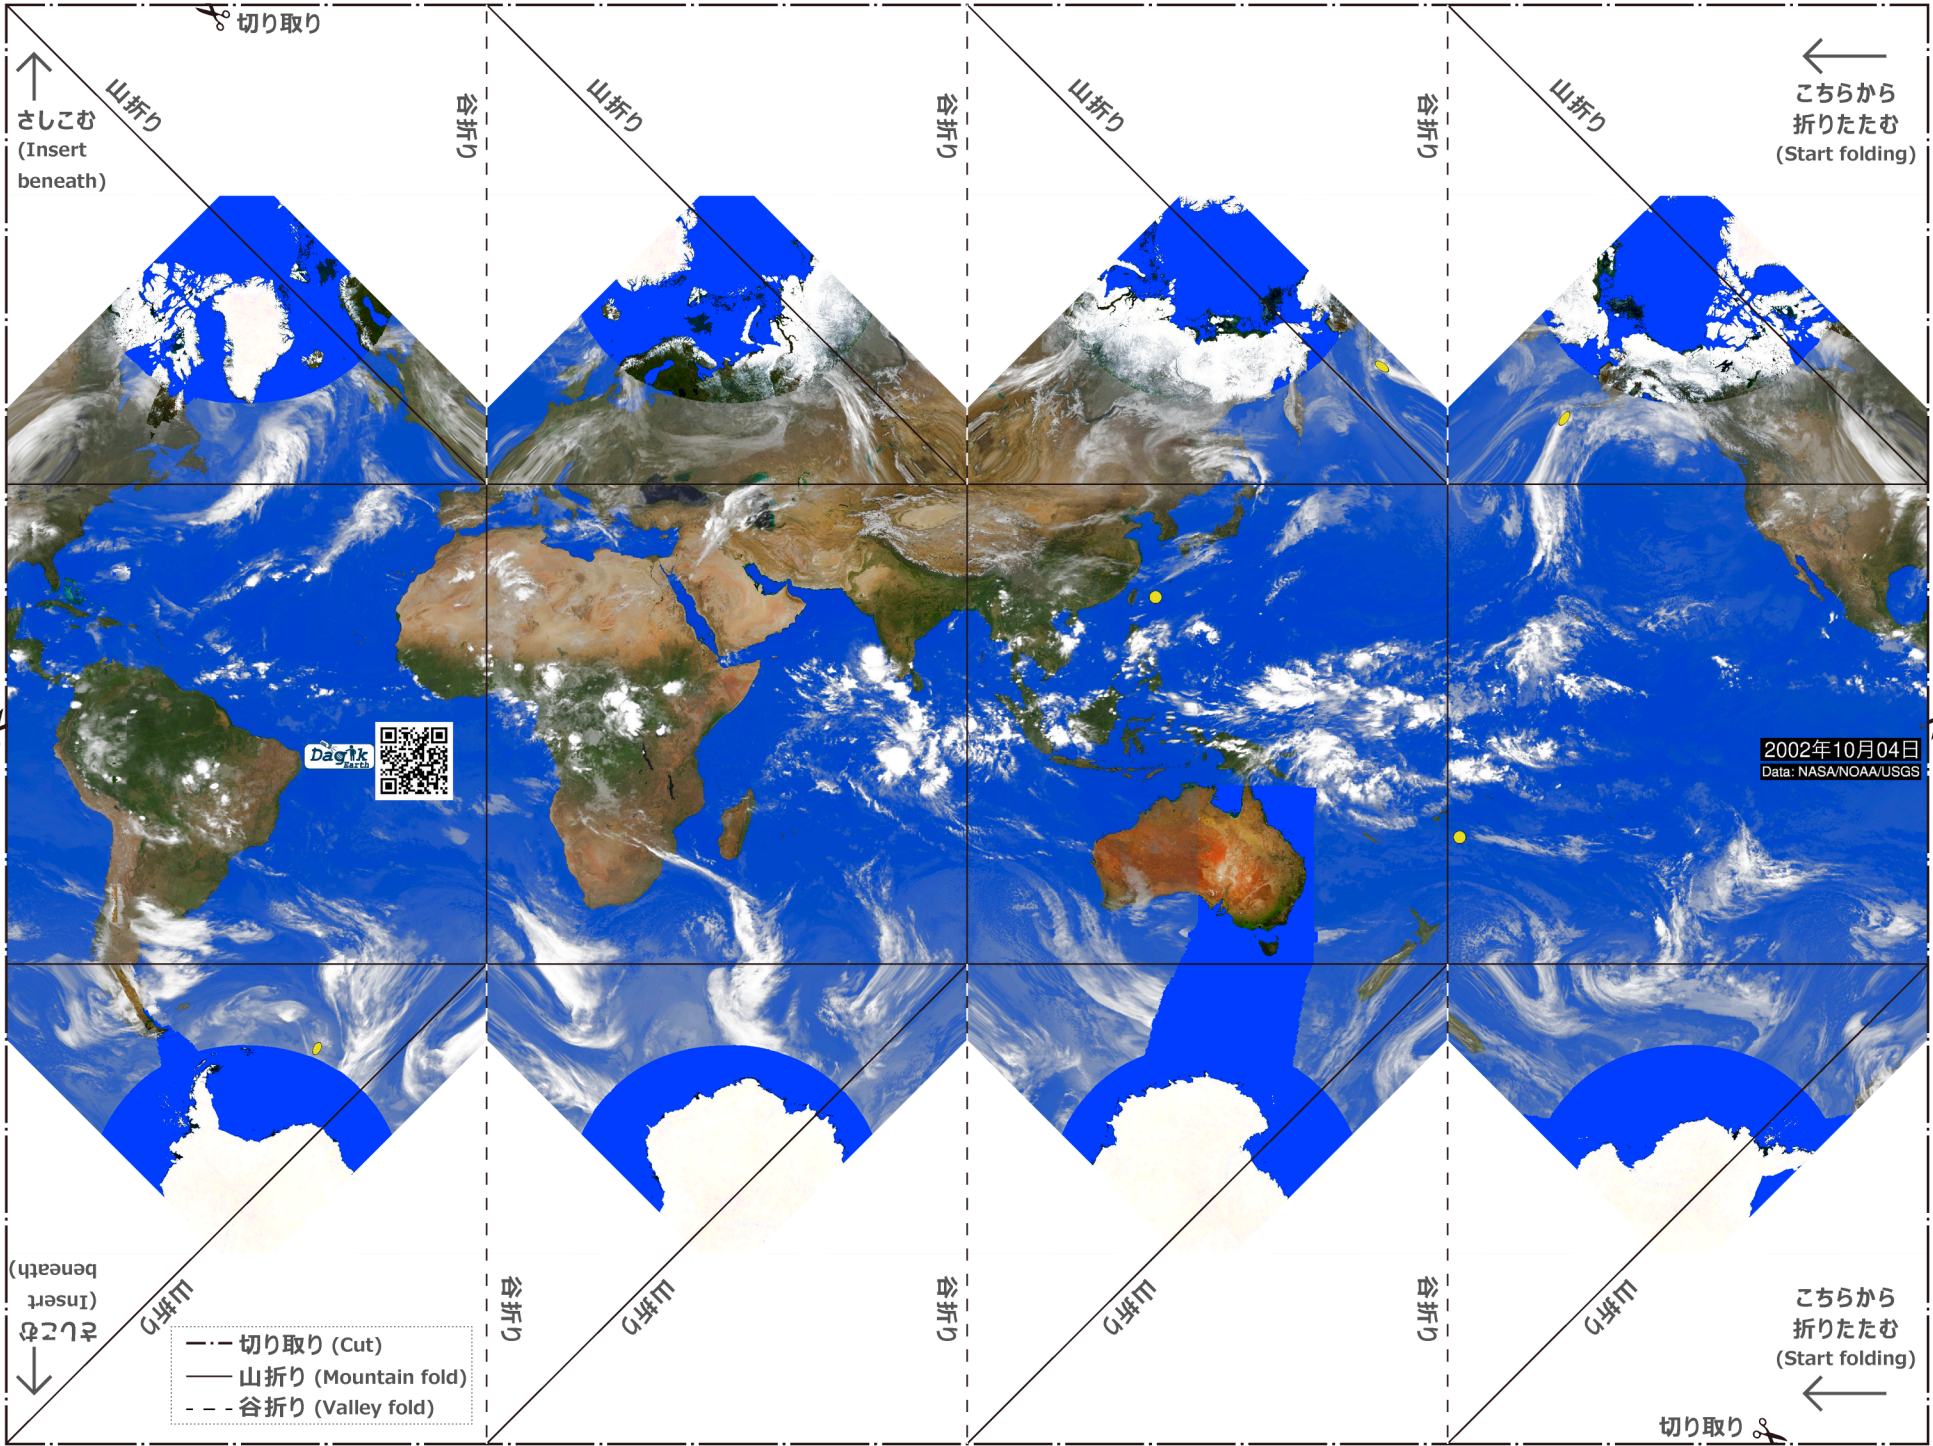 切り取り
山折り
谷折り
山折り
谷折り
山折り
谷折り
山折り
さしこむ
(Insert
beneath)
こちらから
折りたたむ
(Start folding)
Dagik
Earth
2002年10月04日
Data: NASA/NOAA/USGS
さしこむ
(Insert
beneath)
山折り
谷折り
山折り
谷折り
山折り
谷折り
山折り
こちらから
折りたたむ
(Start folding)
切り取り (Cut)
山折り (Mountain fold)
谷折り (Valley fold)
切り取り